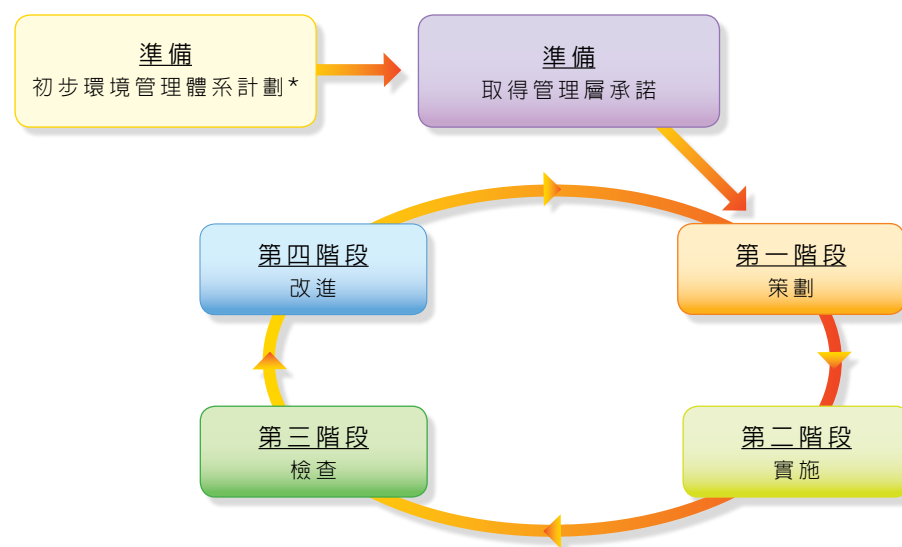 準備
初步環境管理體系計劃*
準備
取得管理層承諾
第四階段
改進
第一階段
策劃
第三階段
檢查
第二階段
實施